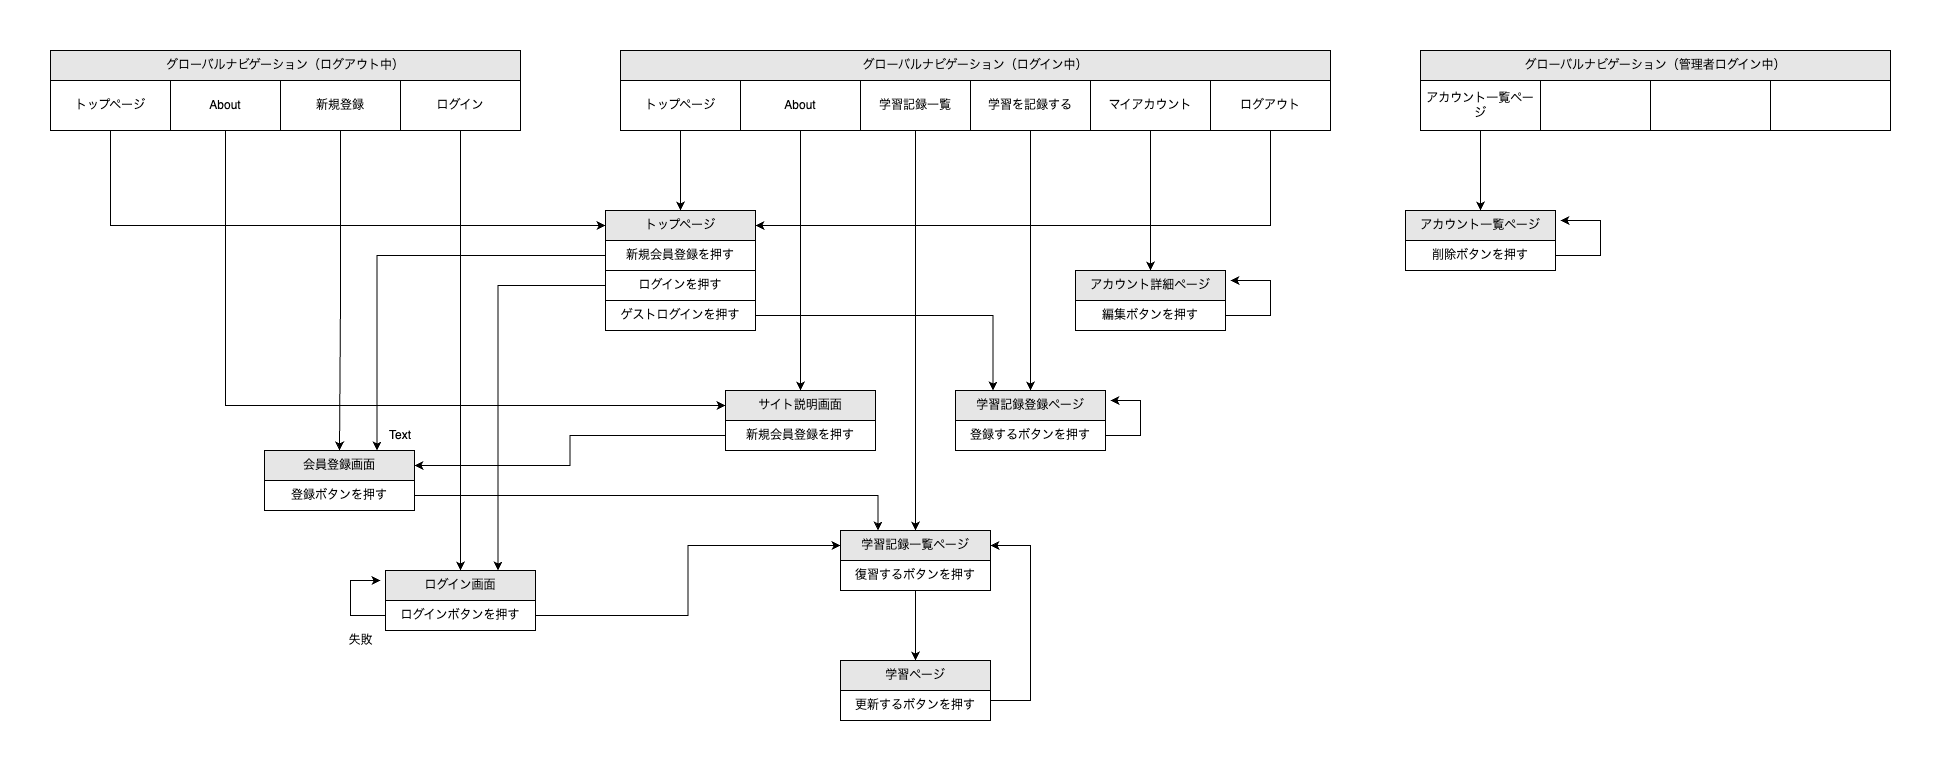 グローバルナビゲーション（ログアウト中）
トップページ
About
新規登録
ログイン
グローバルナビゲーション（ログイン中）
トップページ
About
学習記録一覧
学習を記録する
マイアカウント
ログアウト
グローバルナビゲーション（管理者ログイン中）
アカウント一覧ペー
ジ
トップページ
新規会員登録を押す
ログインを押す
ゲストログインを押す
アカウント詳細ページ
編集ボタンを押す
アカウント一覧ページ
削除ボタンを押す
サイト説明画面
新規会員登録を押す
学習記録登録ページ
登録するボタンを押す
Text
会員登録画面
登録ボタンを押す
学習記録一覧ページ
復習するボタンを押す
ログイン画面
ログインボタンを押す
失敗
学習ページ
更新するボタンを押す